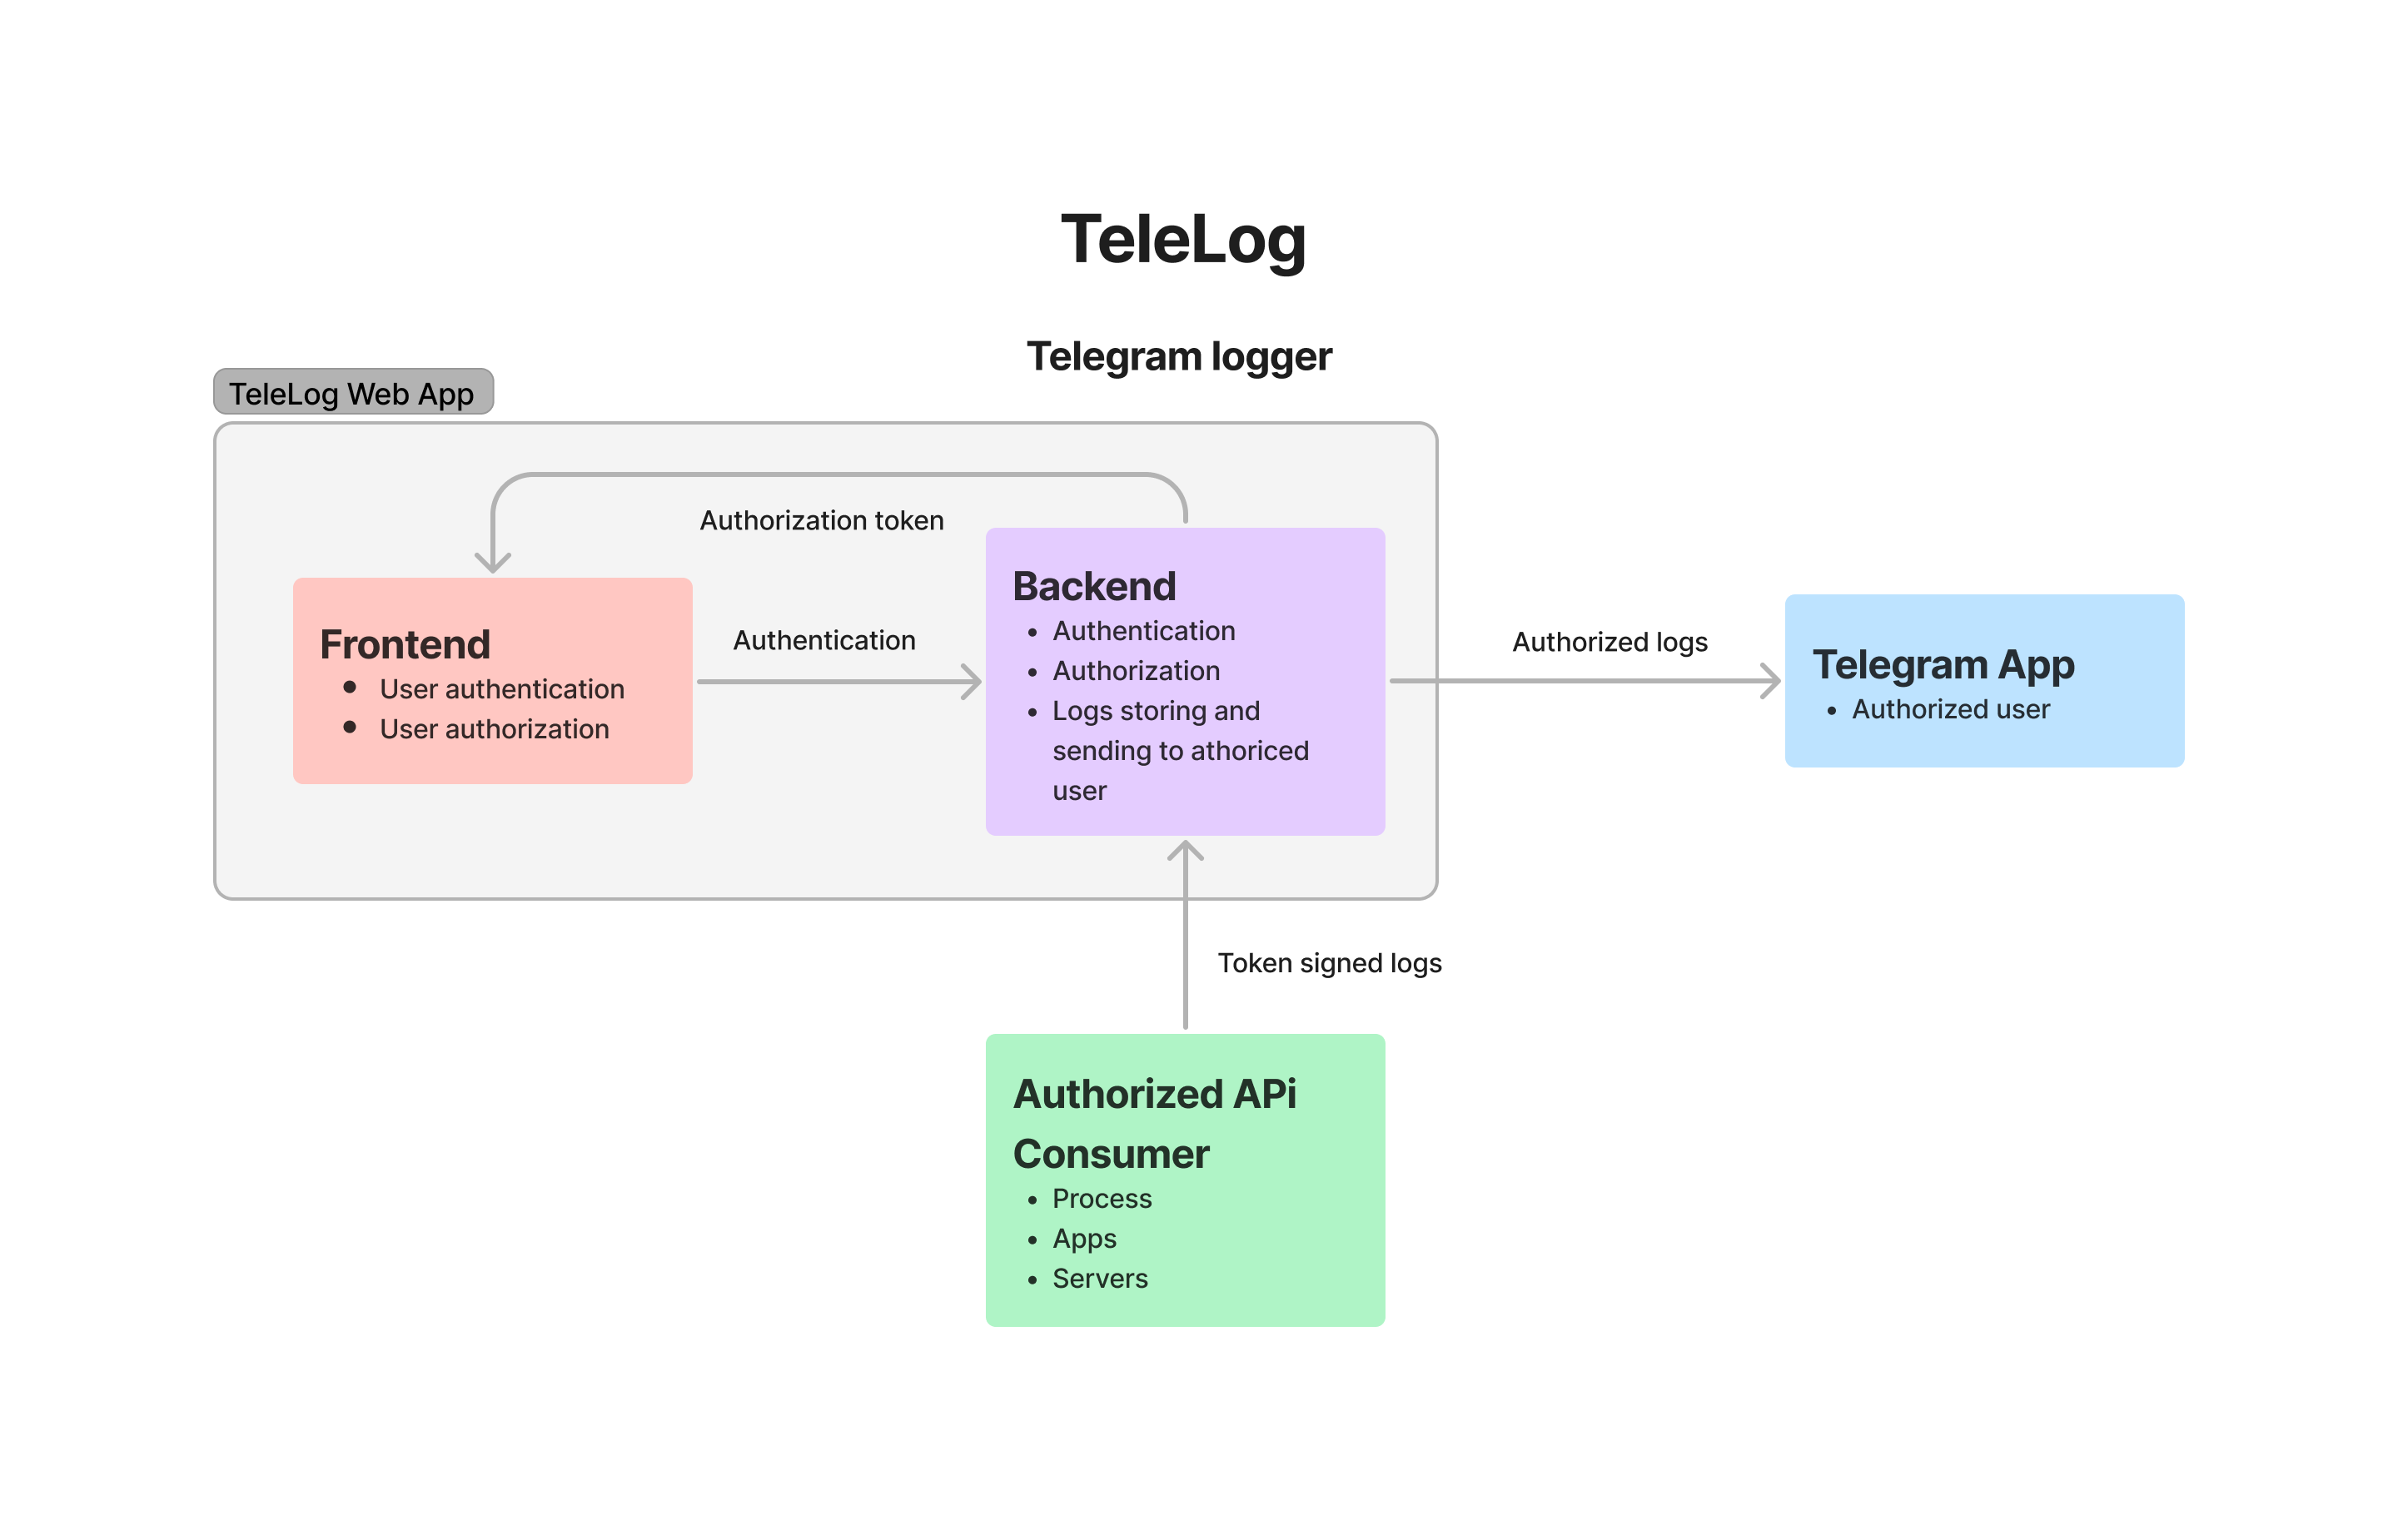 TeleLog
Telegram logger
TeleLog Web App
Authorization token
Frontend
User authentication
User authorization
Authentication
Backend
Authentication
Authorization
Logs storing and
sending to athoriced
user
Authorized logs
Telegram App
Authorized user
Token signed logs
Authorized APi
Consumer
Process
Apps
Servers